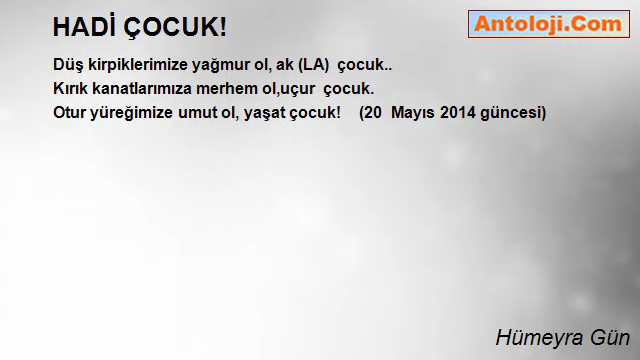 HADİ ÇOCUK!
Antoloji.Com
Düş kirpiklerimize yağmur ol, ak (LA)  çocuk..
Kırık kanatlarımıza merhem ol,uçur  çocuk.
Otur yüreğimize umut ol, yaşat çocuk!    (20  Mayıs 2014 güncesi)
Hümeyra Gün